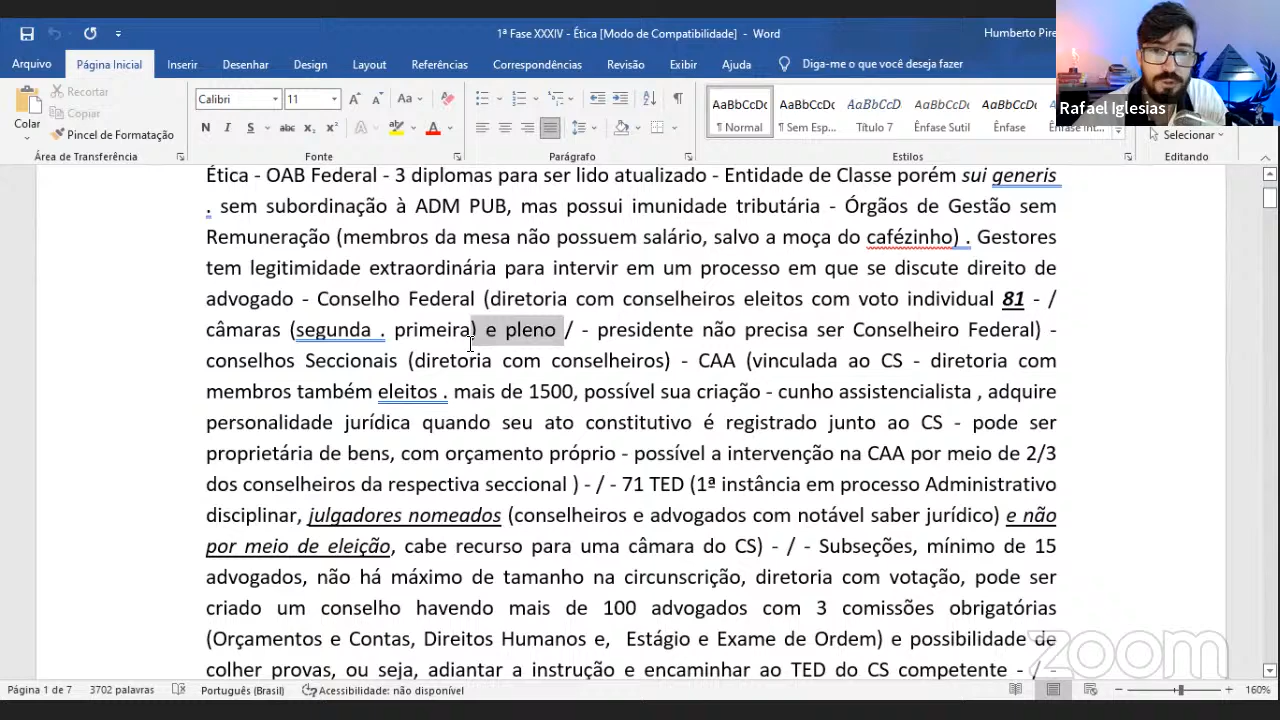 1ª Fase XXXIV - Ética [Modo de Compatibilidade] - Word
Humberto Pire
Rafael Iglesias
Arquivo Página Inicial Inserir Desenhar Design Layout Referências Correspondências Revisão Exibir Ajuda Diga-me o que você deseja fazer
Colar
Recortar
Copiar
Pincel de Formatação
Área de Transferência
Calibri 11
Aa
N I S abc x₂ x²
Fonte
Parágrafo
AaBbCcDc AaBbCcDc AaBbCcD AaBbCcD AaBbCcDc
¶ Normal ¶ Sem Esp... Título 7 Ênfase Sutil Ênfase Ênfase Int...
Estilos
Selecionar
Editando
Ética - OAB Federal - 3 diplomas para ser lido atualizado - Entidade de Classe porém sui generis
. sem subordinação à ADM PUB, mas possui imunidade tributária - Órgãos de Gestão sem
Remuneração (membros da mesa não possuem salário, salvo a moça do cafézinho) . Gestores
tem legitimidade extraordinária para intervir em um processo em que se discute direito de
advogado - Conselho Federal (diretoria com conselheiros eleitos com voto individual 81 - /
câmaras (segunda . primeira) e pleno / - presidente não precisa ser Conselheiro Federal) -
conselhos Seccionais (diretoria com conselheiros) - CAA (vinculada ao CS - diretoria com
membros também eleitos . mais de 1500, possível sua criação - cunho assistencialista , adquire
personalidade jurídica quando seu ato constitutivo é registrado junto ao CS - pode ser
proprietária de bens, com orçamento próprio - possível a intervenção na CAA por meio de 2/3
dos conselheiros da respectiva seccional ) - / - 71 TED (1ª instância em processo Administrativo
disciplinar, julgadores nomeados (conselheiros e advogados com notável saber jurídico) e não
por meio de eleição, cabe recurso para uma câmara do CS) - / - Subseções, mínimo de 15
advogados, não há máximo de tamanho na circunscrição, diretoria com votação, pode ser
criado um conselho havendo mais de 100 advogados com 3 comissões obrigatórias
(Orçamentos e Contas, Direitos Humanos e, Estágio e Exame de Ordem) e possibilidade de
colher provas, ou seja, adiantar a instrução e encaminhar ao TED do CS competente - / -
zoom
Página 1 de 7 3702 palavras Português (Brasil) Acessibilidade: não disponível 160%